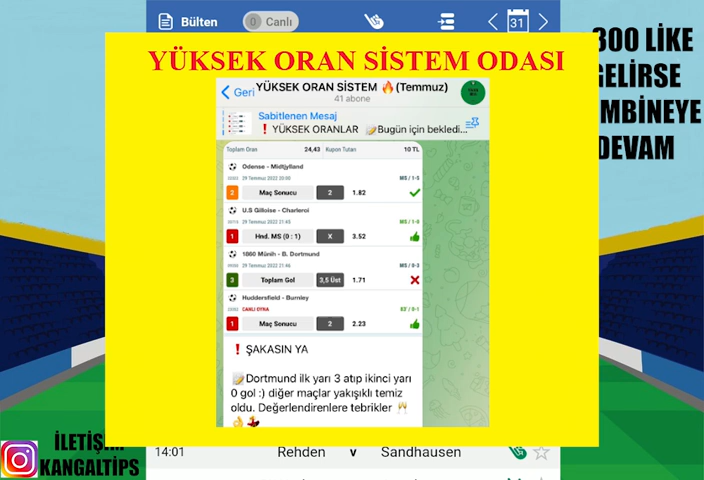 Bülten
0 Canlı
31
300 LİKE
GELİRSE
DEVAM
YÜKSEK ORAN SİSTEM ODASI
Geri
YÜKSEK ORAN SİSTEM 🔥(Temmuz)
41 abone
Sabitlenen Mesaj
❗YÜKSEK ORANLAR 📝Bugün için bekledi...
Toplam Oran 24,43 Kupon Tutarı 10 TL
Odense - Midtjylland
29 Temmuz 2022 20:00 MS / 1-5
2 Maç Sonucu 2 1.82
U.S Gilloise - Charleroi
29 Temmuz 2022 21:45 MS / 1-0
1 Hnd. MS (0 : 1) X 3.52
1860 Münih - B. Dortmund
29 Temmuz 2022 21:46 MS / 0-3
3 Toplam Gol 3,5 Üst 1.71
Huddersfield - Burnley
CANLI OYNA 0-1
1 Maç Sonucu 2 2.23
❗ŞAKASIN YA
📝Dortmund ilk yarı 3 atıp ikinci yarı
0 gol :) diğer maçlar yakışıklı temiz
oldu. Değerlendirenlere tebrikler 🥂
👌💃
İLETİŞİM
KANGALTİPS
14:01 Rehden v Sandhausen